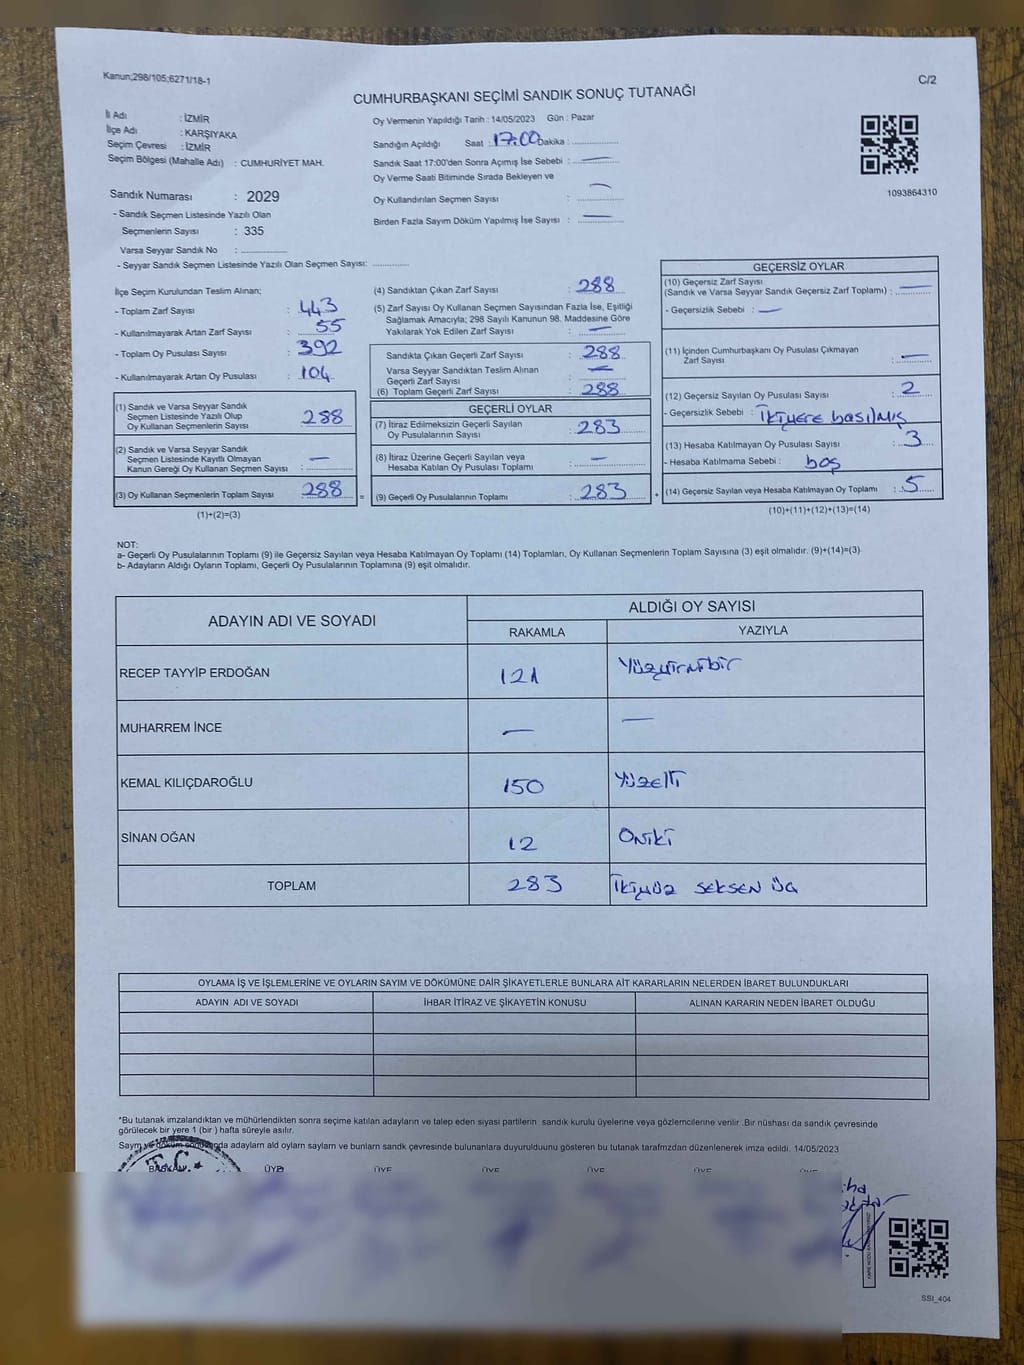 Kanun;298/105;6271/18-1
C/2
CUMHURBAŞKANI SEÇİMİ SANDIK SONUÇ TUTANAĞI
İl Adı : İZMİR
İlçe Adı : KARŞIYAKA
Seçim Çevresi : İZMİR
Seçim Bölgesi (Mahalle Adı) : CUMHURİYET MAH.
Sandık Numarası : 2029
- Sandık Seçmen Listesinde Yazılı Olan
Seçmenlerin Sayısı : 335
Varsa Seyyar Sandık No :
- Seyyar Sandık Seçmen Listesinde Yazılı Olan Seçmen Sayısı:
Oy Vermenin Yapıldığı Tarih : 14/05/2023 Gün : Pazar
Sandığın Açıldığı Saat : 17:00 Dakika :
Sandık Saat 17:00'den Sonra Açımış İse Sebebi : —
Oy Verme Saati Bitiminde Sırada Bekleyen ve
Oy Kullandırılan Seçmen Sayısı : —
Birden Fazla Sayım Döküm Yapılmış İse Sayısı : —
1093864310
İlçe Seçim Kurulundan Teslim Alınan;
- Toplam Zarf Sayısı : 443
- Kullanılmayarak Artan Zarf Sayısı : 55
- Toplam Oy Pusulası Sayısı : 392
- Kullanılmayarak Artan Oy Pusulası : 104
(1) Sandık ve Varsa Seyyar Sandık
Seçmen Listesinde Yazılı Olup
Oy Kullanan Seçmenlerin Sayısı : 288
(2) Sandık ve Varsa Seyyar Sandık
Seçmen Listesinde Kayıtlı Olmayan
Kanun Gereği Oy Kullanan Seçmen Sayısı : —
(3) Oy Kullanan Seçmenlerin Toplam Sayısı : 288 =
(1)+(2)=(3)
(4) Sandıktan Çıkan Zarf Sayısı : 288
(5) Zarf Sayısı Oy Kullanan Seçmen Sayısından Fazla İse, Eşitliği
Sağlamak Amacıyla; 298 Sayılı Kanunun 98. Maddesine Göre
Yakılarak Yok Edilen Zarf Sayısı : —
Sandıkta Çıkan Geçerli Zarf Sayısı : 288
Varsa Seyyar Sandıktan Teslim Alınan
Geçerli Zarf Sayısı : —
(6) Toplam Geçerli Zarf Sayısı : 288
GEÇERLİ OYLAR
(7) İtiraz Edilmeksizin Geçerli Sayılan
Oy Pusulalarının Sayısı : 283
(8) İtiraz Üzerine Geçerli Sayılan veya
Hesaba Katılan Oy Pusulası Toplamı : —
(9) Geçerli Oy Pusulalarının Toplamı : 283 +
GEÇERSİZ OYLAR
(10) Geçersiz Zarf Sayısı
(Sandık ve Varsa Seyyar Sandık Geçersiz Zarf Toplamı) : —
- Geçersizlik Sebebi : —
(11) İçinden Cumhurbaşkanı Oy Pusulası Çıkmayan
Zarf Sayısı : —
(12) Geçersiz Sayılan Oy Pusulası Sayısı : 2
- Geçersizlik Sebebi : İkiyere basılmış
(13) Hesaba Katılmayan Oy Pusulası Sayısı : 3
- Hesaba Katılmama Sebebi : boş
(14) Geçersiz Sayılan veya Hesaba Katılmayan Oy Toplamı : 5
(10)+(11)+(12)+(13)=(14)
NOT:
a- Geçerli Oy Pusulalarının Toplamı (9) ile Geçersiz Sayılan veya Hesaba Katılmayan Oy Toplamı (14) Toplamları, Oy Kullanan Seçmenlerin Toplam Sayısına (3) eşit olmalıdır. (9)+(14)=(3)
b- Adayların Aldığı Oyların Toplamı, Geçerli Oy Pusulalarının Toplamına (9) eşit olmalıdır.
ADAYIN ADI VE SOYADI
ALDIĞI OY SAYISI
RAKAMLA YAZIYLA
RECEP TAYYİP ERDOĞAN 121 Yüzyirmibir
MUHARREM İNCE — —
KEMAL KILIÇDAROĞLU 150 Yüzelli
SİNAN OĞAN 12 Oniki
TOPLAM 283 İkiyüz seksen üç
OYLAMA İŞ VE İŞLEMLERİNE VE OYLARIN SAYIM VE DÖKÜMÜNE DAİR ŞİKAYETLERLE BUNLARA AİT KARARLARIN NELERDEN İBARET BULUNDUKLARI
ADAYIN ADI VE SOYADI İHBAR İTİRAZ VE ŞİKAYETİN KONUSU ALINAN KARARIN NEDEN İBARET OLDUĞU
*Bu tutanak imzalandıktan ve mühürlendikten sonra seçime katılan adayların ve talep eden siyasi partilerin sandık kurulu üyelerine veya gözlemcilerine verilir .Bir nüshası da sandık çevresinde
görülecek bir yere 1 (bir ) hafta süreyle asılır.
adayların ald oyların sayları ve bunların sandk çevresinde bulunanlara duyurulduunu gösteren bu tutanak tarafmzdan düzenlenerek imza edildi. 14/05/2023
BAŞKAN ÜYE ÜYE ÜYE ÜYE ÜYE ÜYE
T.C.
SSI_404